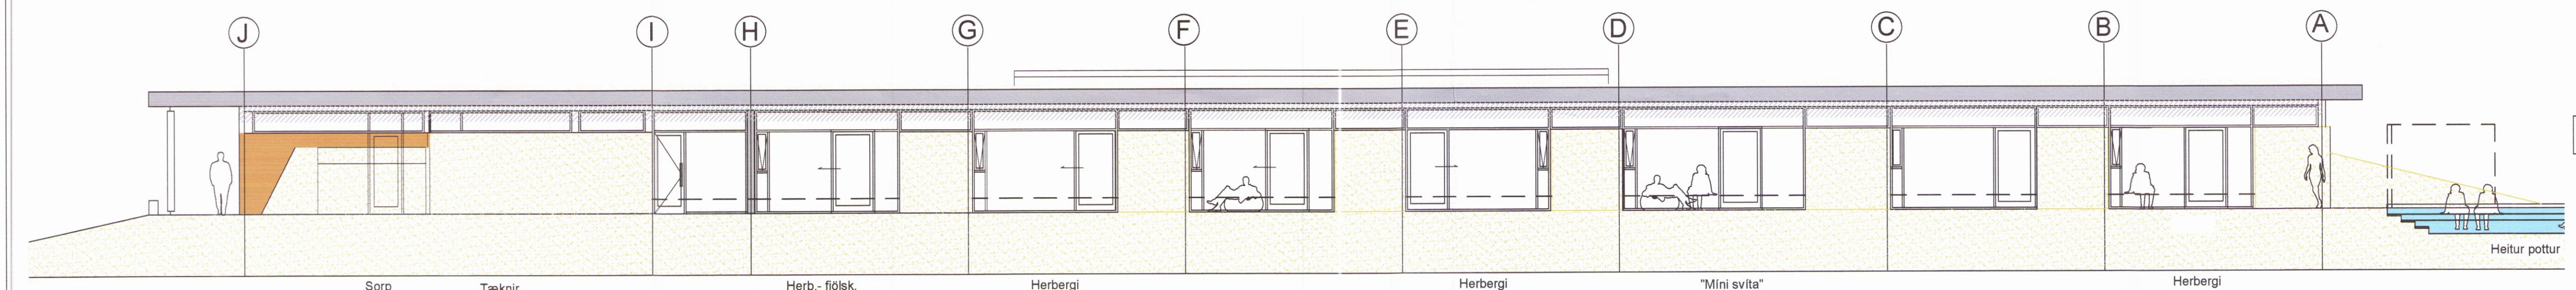 J I H G F E D C B A
Heitur pottur
Sorp Tæknir. Herb.- fjölsk. Herbergi Herbergi "Míni svíta" Herbergi